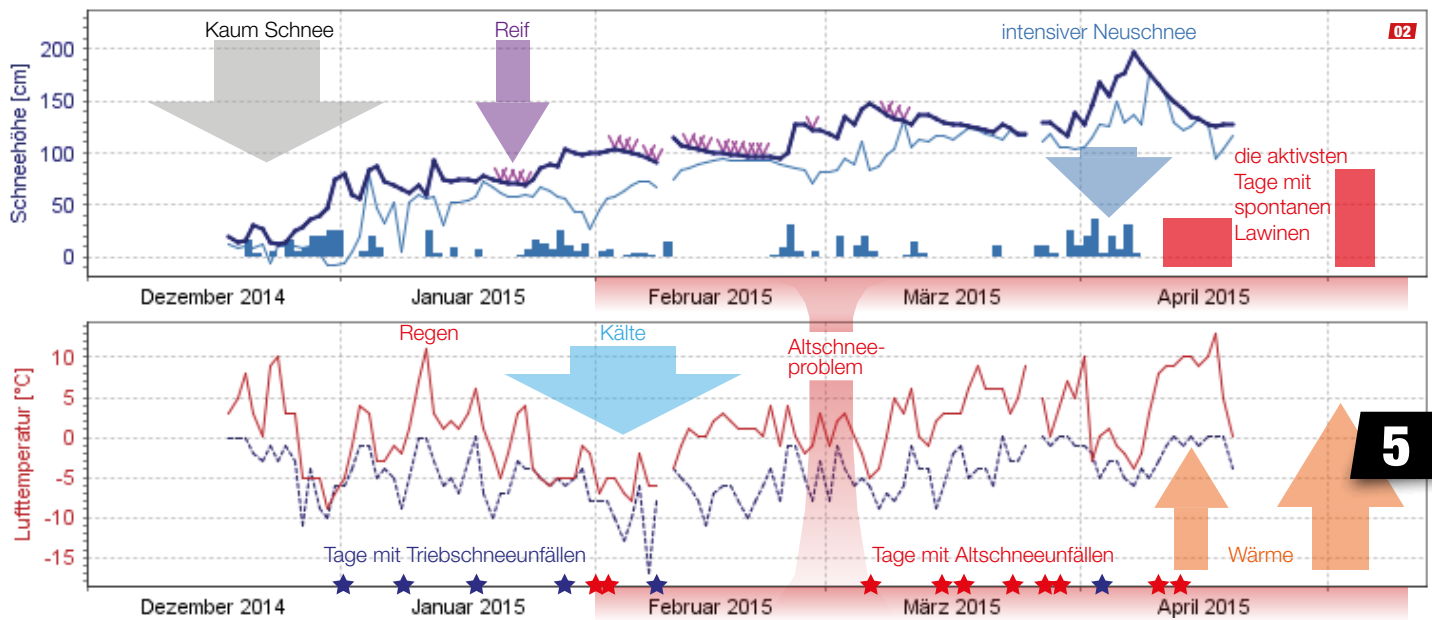 Kaum Schnee
Reif
intensiver Neuschnee
02
Schneehöhe [cm]
200
150
100
50
0
die aktivsten
Tage mit
spontanen
Lawinen
Dezember 2014
Januar 2015
Februar 2015
März 2015
April 2015
Regen
Kälte
Altschnee-
problem
Lufttemperatur [°C]
10
5
0
-5
-10
-15
5
Tage mit Triebschneeunfällen
Tage mit Altschneeunfällen
Wärme
Dezember 2014
Januar 2015
Februar 2015
März 2015
April 2015